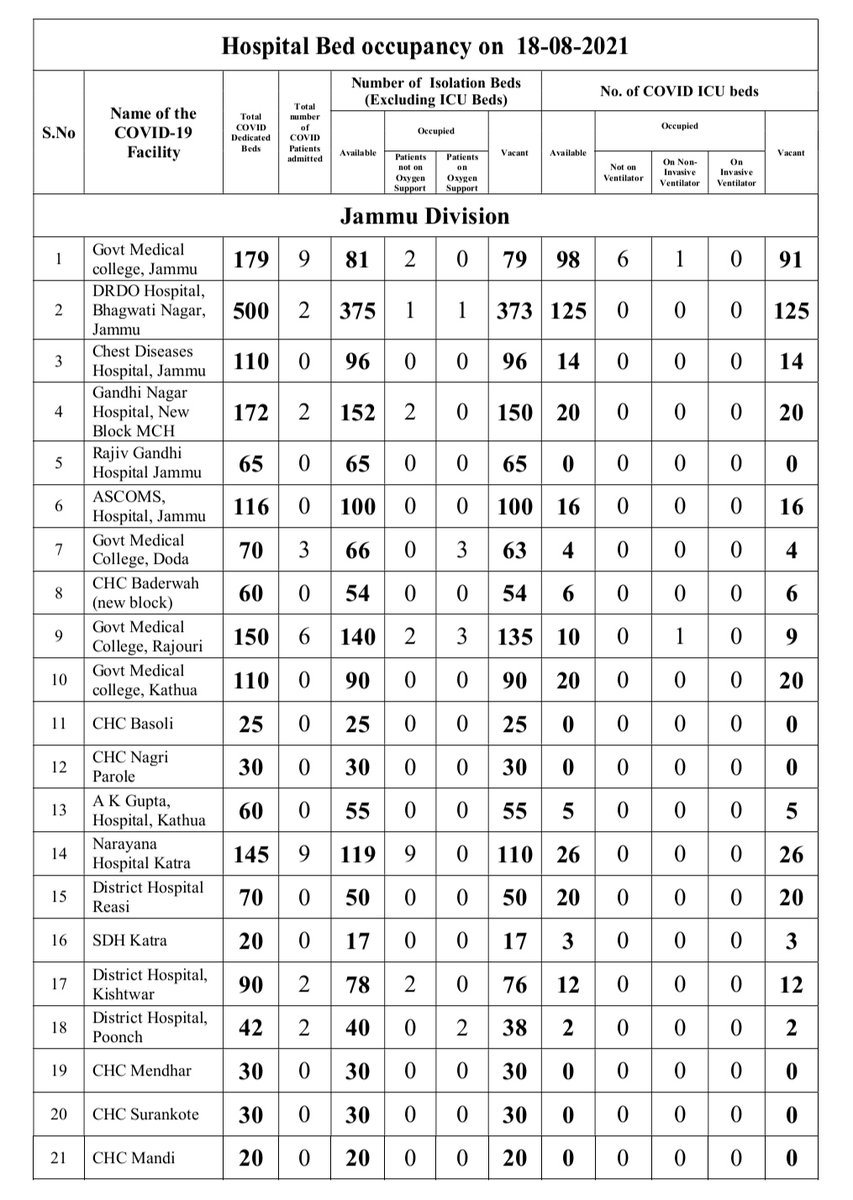 Hospital Bed occupancy on 18-08-2021
S.No
Name of the
COVID-19
Facility
Total
COVID
Dedicated
Beds
Total
number
of
COVID
Patients
admitted
Number of Isolation Beds
(Excluding ICU Beds)
No. of COVID ICU beds
Available
Occupied
Patients
not on
Oxygen
Support
Patients
on
Oxygen
Support
Vacant
Available
Occupied
Not on
Ventilator
On Non-
Invasive
Ventilator
On
Invasive
Ventilator
Vacant
Jammu Division
1 Govt Medical 179 9 81 2 0 79 98 6 1 0 91
college, Jammu
DRDO Hospital,
2 Bhagwati Nagar, 500 2 375 1 1 373 125 0 0 0 125
Jammu
3 Chest Diseases 110 0 96 0 0 96 14 0 0 0 14
Hospital, Jammu
Gandhi Nagar
4 Hospital, New 172 2 152 2 0 150 20 0 0 0 20
Block MCH
5 Rajiv Gandhi 65 0 65 0 0 65 0 0 0 0 0
Hospital Jammu
6 ASCOMS, 116 0 100 0 0 100 16 0 0 0 16
Hospital, Jammu
7 Govt Medical 70 3 66 0 3 63 4 0 0 0 4
College, Doda
8 CHC Baderwah 60 0 54 0 0 54 6 0 0 0 6
(new block)
9 Govt Medical 150 6 140 2 3 135 10 0 1 0 9
College, Rajouri
10 Govt Medical 110 0 90 0 0 90 20 0 0 0 20
college, Kathua
11 CHC Basoli 25 0 25 0 0 25 0 0 0 0 0
12 CHC Nagri 30 0 30 0 0 30 0 0 0 0 0
Parole
13 A K Gupta, 60 0 55 0 0 55 5 0 0 0 5
Hospital, Kathua
14 Narayana 145 9 119 9 0 110 26 0 0 0 26
Hospital Katra
15 District Hospital 70 0 50 0 0 50 20 0 0 0 20
Reasi
16 SDH Katra 20 0 17 0 0 17 3 0 0 0 3
17 District Hospital, 90 2 78 2 0 76 12 0 0 0 12
Kishtwar
18 District Hospital, 42 2 40 0 2 38 2 0 0 0 2
Poonch
19 CHC Mendhar 30 0 30 0 0 30 0 0 0 0 0
20 CHC Surankote 30 0 30 0 0 30 0 0 0 0 0
21 CHC Mandi 20 0 20 0 0 20 0 0 0 0 0